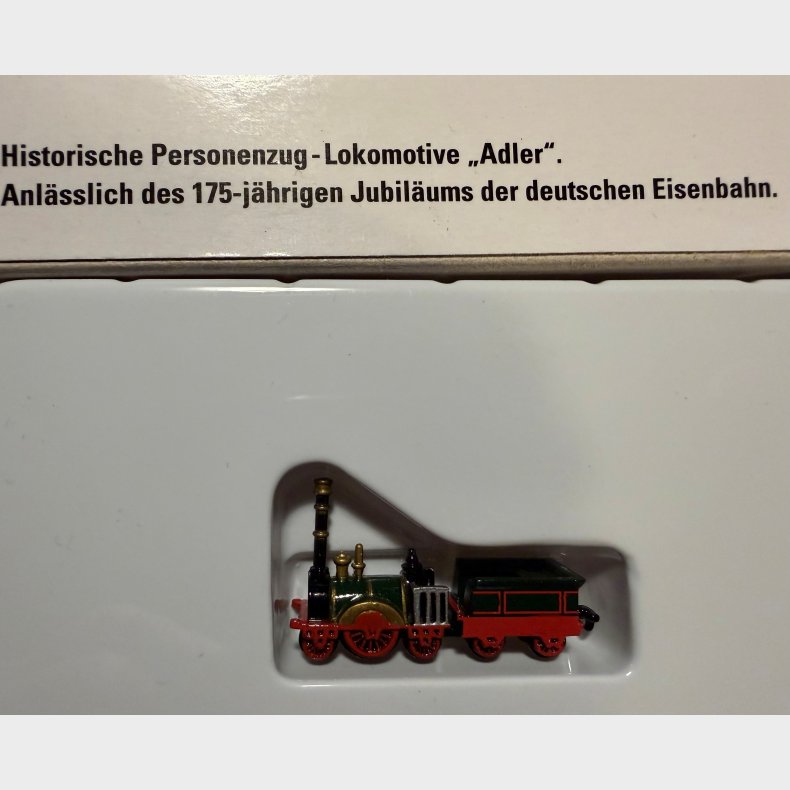 Historische Personenzug-Lokomotive „Adler“.
Anlässlich des 175-jährigen Jubiläums der deutschen Eisenbahn.